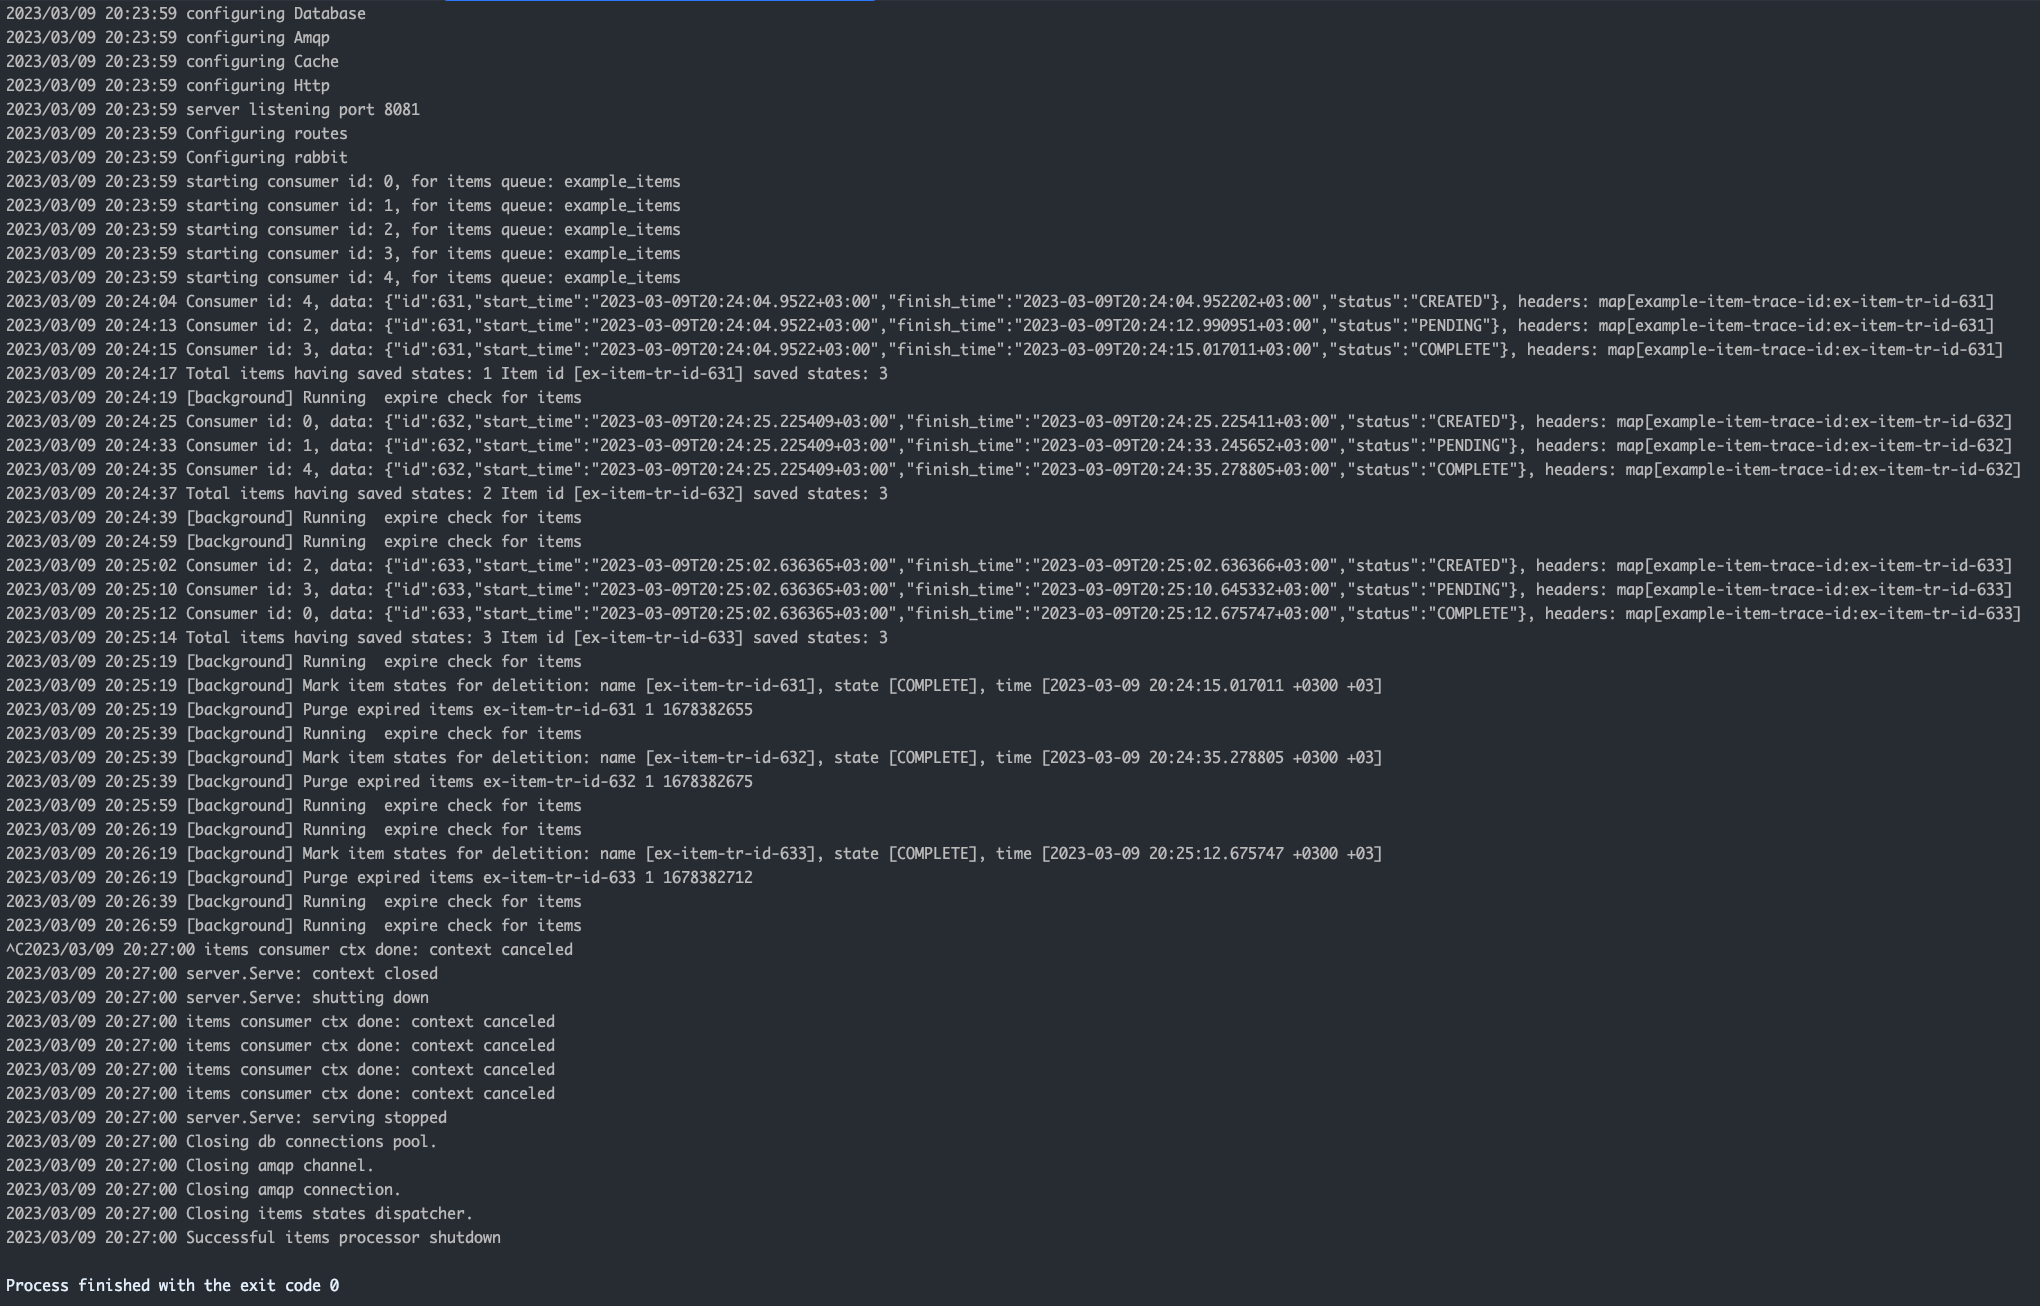 2023/03/09 20:23:59 configuring Database
2023/03/09 20:23:59 configuring Amqp
2023/03/09 20:23:59 configuring Cache
2023/03/09 20:23:59 configuring Http
2023/03/09 20:23:59 server listening port 8081
2023/03/09 20:23:59 Configuring routes
2023/03/09 20:23:59 Configuring rabbit
2023/03/09 20:23:59 starting consumer id: 0, for items queue: example_items
2023/03/09 20:23:59 starting consumer id: 1, for items queue: example_items
2023/03/09 20:23:59 starting consumer id: 2, for items queue: example_items
2023/03/09 20:23:59 starting consumer id: 3, for items queue: example_items
2023/03/09 20:23:59 starting consumer id: 4, for items queue: example_items
2023/03/09 20:24:04 Consumer id: 4, data: {"id":631,"start_time":"2023-03-09T20:24:04.9522+03:00","finish_time":"2023-03-09T20:24:04.952202+03:00","status":"CREATED"}, headers: map[example-item-trace-id:ex-item-tr-id-631]
2023/03/09 20:24:13 Consumer id: 2, data: {"id":631,"start_time":"2023-03-09T20:24:04.9522+03:00","finish_time":"2023-03-09T20:24:12.990951+03:00","status":"PENDING"}, headers: map[example-item-trace-id:ex-item-tr-id-631]
2023/03/09 20:24:15 Consumer id: 3, data: {"id":631,"start_time":"2023-03-09T20:24:04.9522+03:00","finish_time":"2023-03-09T20:24:15.017011+03:00","status":"COMPLETE"}, headers: map[example-item-trace-id:ex-item-tr-id-631]
2023/03/09 20:24:17 Total items having saved states: 1 Item id [ex-item-tr-id-631] saved states: 3
2023/03/09 20:24:19 [background] Running  expire check for items
2023/03/09 20:24:25 Consumer id: 0, data: {"id":632,"start_time":"2023-03-09T20:24:25.225409+03:00","finish_time":"2023-03-09T20:24:25.225411+03:00","status":"CREATED"}, headers: map[example-item-trace-id:ex-item-tr-id-632]
2023/03/09 20:24:33 Consumer id: 1, data: {"id":632,"start_time":"2023-03-09T20:24:25.225409+03:00","finish_time":"2023-03-09T20:24:33.245652+03:00","status":"PENDING"}, headers: map[example-item-trace-id:ex-item-tr-id-632]
2023/03/09 20:24:35 Consumer id: 4, data: {"id":632,"start_time":"2023-03-09T20:24:25.225409+03:00","finish_time":"2023-03-09T20:24:35.278805+03:00","status":"COMPLETE"}, headers: map[example-item-trace-id:ex-item-tr-id-632]
2023/03/09 20:24:37 Total items having saved states: 2 Item id [ex-item-tr-id-632] saved states: 3
2023/03/09 20:24:39 [background] Running  expire check for items
2023/03/09 20:24:59 [background] Running  expire check for items
2023/03/09 20:25:02 Consumer id: 2, data: {"id":633,"start_time":"2023-03-09T20:25:02.636365+03:00","finish_time":"2023-03-09T20:25:02.636366+03:00","status":"CREATED"}, headers: map[example-item-trace-id:ex-item-tr-id-633]
2023/03/09 20:25:10 Consumer id: 3, data: {"id":633,"start_time":"2023-03-09T20:25:02.636365+03:00","finish_time":"2023-03-09T20:25:10.645332+03:00","status":"PENDING"}, headers: map[example-item-trace-id:ex-item-tr-id-633]
2023/03/09 20:25:12 Consumer id: 0, data: {"id":633,"start_time":"2023-03-09T20:25:02.636365+03:00","finish_time":"2023-03-09T20:25:12.675747+03:00","status":"COMPLETE"}, headers: map[example-item-trace-id:ex-item-tr-id-633]
2023/03/09 20:25:14 Total items having saved states: 3 Item id [ex-item-tr-id-633] saved states: 3
2023/03/09 20:25:19 [background] Running  expire check for items
2023/03/09 20:25:19 [background] Mark item states for deletition: name [ex-item-tr-id-631], state [COMPLETE], time [2023-03-09 20:24:15.017011 +0300 +03]
2023/03/09 20:25:19 [background] Purge expired items ex-item-tr-id-631 1 1678382655
2023/03/09 20:25:39 [background] Running  expire check for items
2023/03/09 20:25:39 [background] Mark item states for deletition: name [ex-item-tr-id-632], state [COMPLETE], time [2023-03-09 20:24:35.278805 +0300 +03]
2023/03/09 20:25:39 [background] Purge expired items ex-item-tr-id-632 1 1678382675
2023/03/09 20:25:59 [background] Running  expire check for items
2023/03/09 20:26:19 [background] Running  expire check for items
2023/03/09 20:26:19 [background] Mark item states for deletition: name [ex-item-tr-id-633], state [COMPLETE], time [2023-03-09 20:25:12.675747 +0300 +03]
2023/03/09 20:26:19 [background] Purge expired items ex-item-tr-id-633 1 1678382712
2023/03/09 20:26:39 [background] Running  expire check for items
2023/03/09 20:26:59 [background] Running  expire check for items
^C2023/03/09 20:27:00 items consumer ctx done: context canceled
2023/03/09 20:27:00 server.Serve: context closed
2023/03/09 20:27:00 server.Serve: shutting down
2023/03/09 20:27:00 items consumer ctx done: context canceled
2023/03/09 20:27:00 items consumer ctx done: context canceled
2023/03/09 20:27:00 items consumer ctx done: context canceled
2023/03/09 20:27:00 items consumer ctx done: context canceled
2023/03/09 20:27:00 server.Serve: serving stopped
2023/03/09 20:27:00 Closing db connections pool.
2023/03/09 20:27:00 Closing amqp channel.
2023/03/09 20:27:00 Closing amqp connection.
2023/03/09 20:27:00 Closing items states dispatcher.
2023/03/09 20:27:00 Successful items processor shutdown
Process finished with the exit code 0